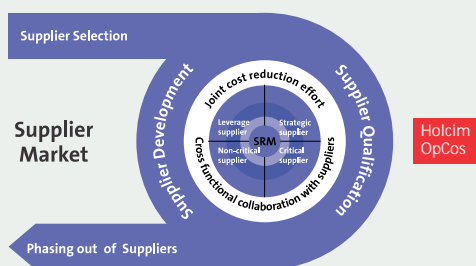 Supplier Selection
Supplier
Market
Phasing out of Suppliers
Supplier Development
Supplier Qualification
Joint cost reduction effort
Cross functional collaboration with suppliers
Leverage
supplier
Strategic
supplier
SRM
Non-critical
supplier
Critical
supplier
Holcim
OpCos